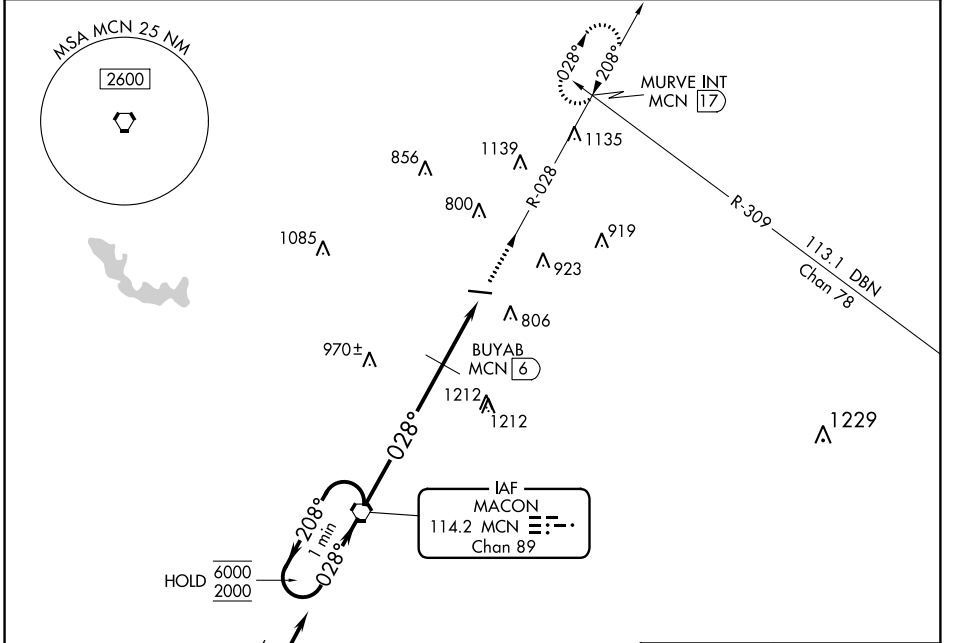 MSA MCN 25 NM
2600
028°
208°
MURVE INT
MCN 17
1135
1139
856
R-028
800
R-309
113.1 DBN
Chan 78
919
1085
923
806
970±
BUYAB
MCN 6
1212
1212
1229
028°
IAF
MACON
114.2 MCN
Chan 89
208°
1 min
028°
HOLD 6000
2000